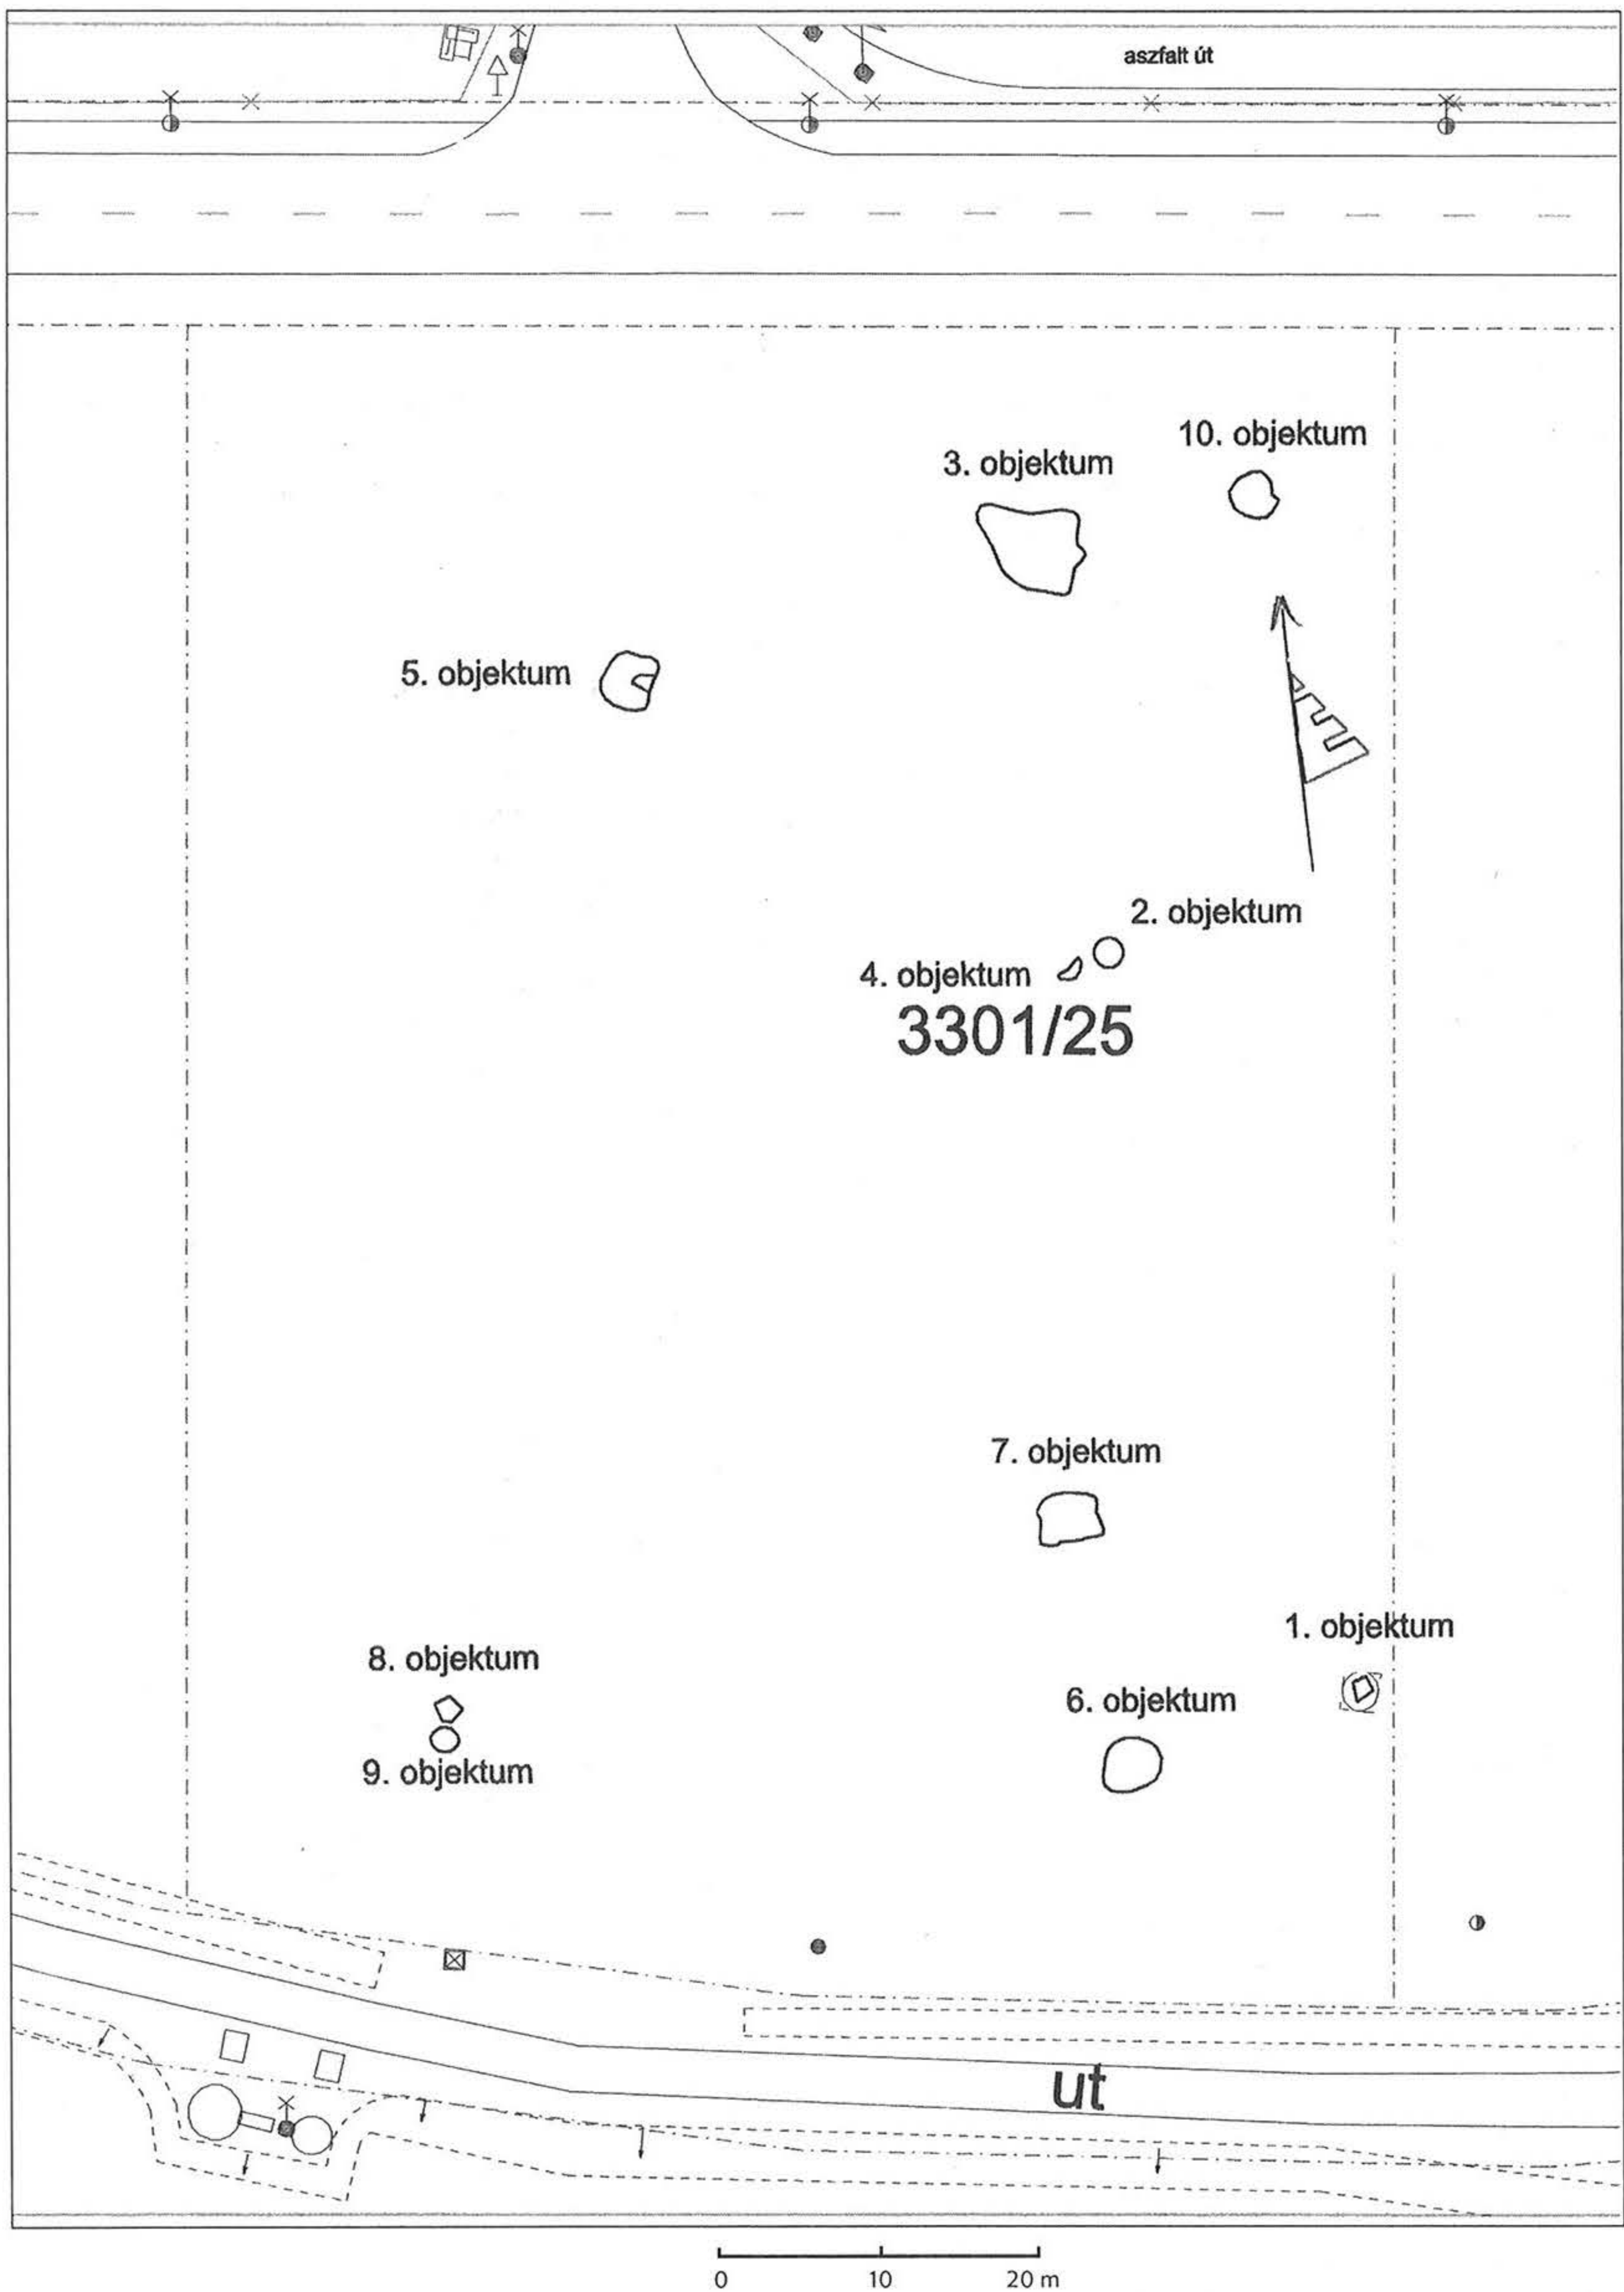 aszfalt út
10. objektum
3. objektum
5. objektum
2. objektum
4. objektum
3301/25
7. objektum
1. objektum
8. objektum
6. objektum
9. objektum
ut
0 10 20 m